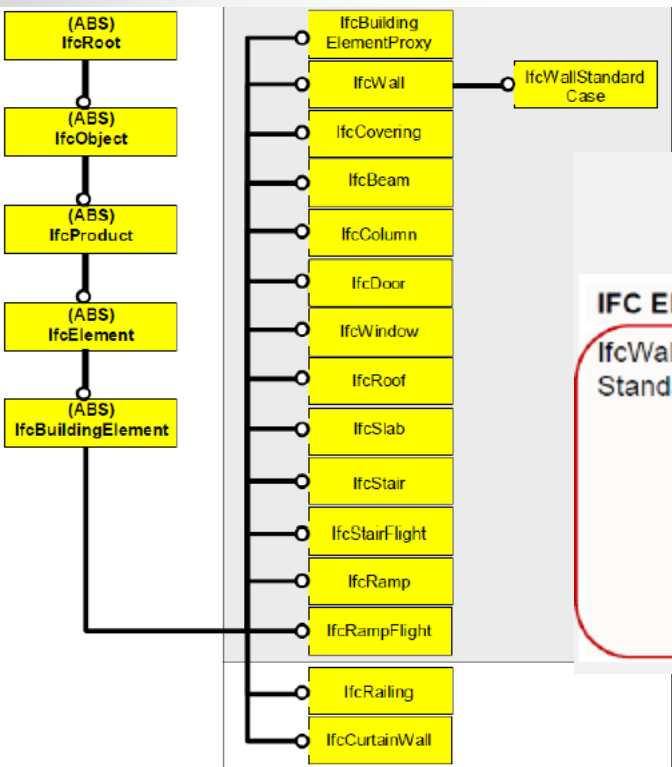 (ABS)
IfcRoot
(ABS)
IfcObject
(ABS)
IfcProduct
(ABS)
IfcElement
(ABS)
IfcBuildingElement
IfcBuilding
ElementProxy
IfcWall
IfcWallStandard
Case
IfcCovering
IfcBeam
IfcColumn
IfcDoor
IfcWindow
IfcRoof
IfcSlab
IfcStair
IfcStairFlight
IfcRamp
IfcRampFlight
IfcRailing
IfcCurtainWall
IFC